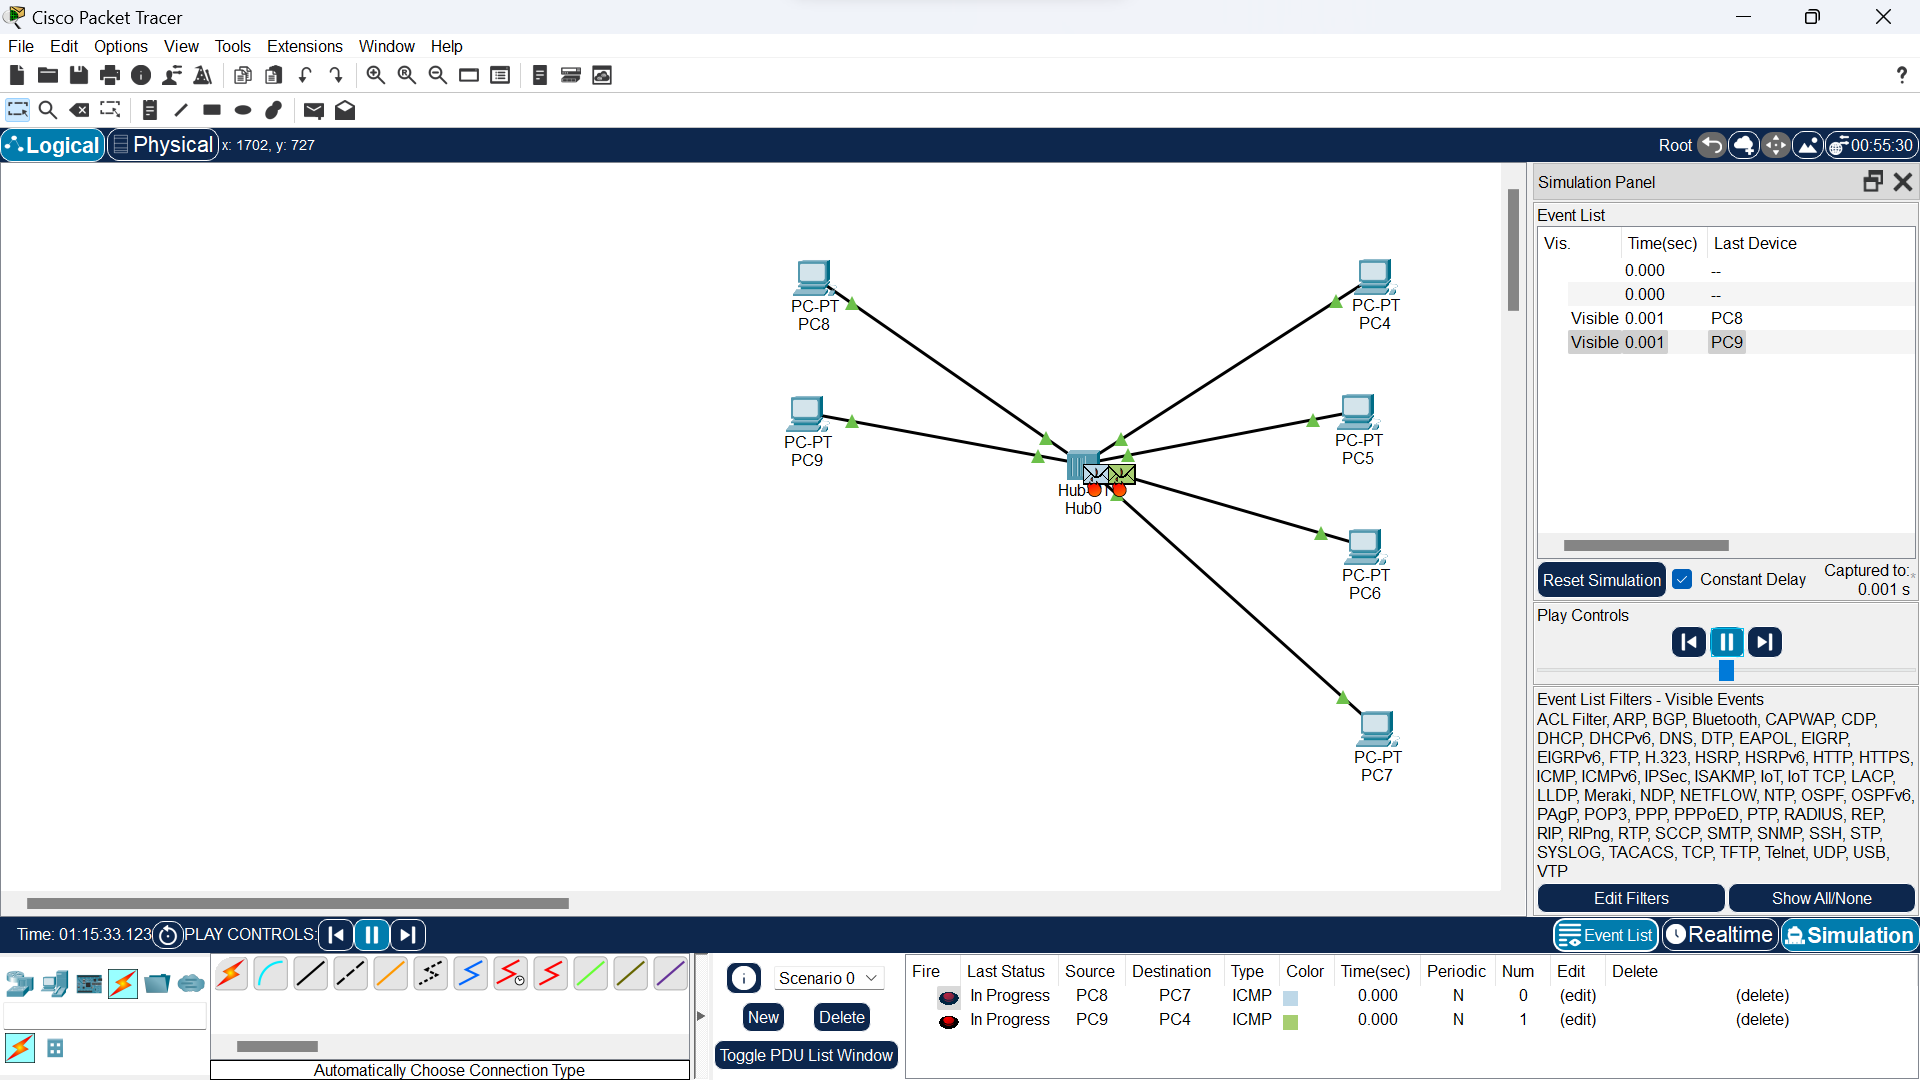 Cisco Packet Tracer
File Edit Options View Tools Extensions Window Help
Logical Physical x: 1702, y: 727 Root 00:55:30
PC-PT
PC8
PC-PT
PC4
PC-PT
PC9
PC-PT
PC5
Hub0
PC-PT
PC6
PC-PT
PC7
Simulation Panel
Event List
Vis. Time(sec) Last Device
0.000 --
0.000 --
Visible 0.001 PC8
Visible 0.001 PC9
Reset Simulation Constant Delay Captured to:*
0.001 s
Play Controls
Event List Filters - Visible Events
ACL Filter, ARP, BGP, Bluetooth, CAPWAP, CDP,
DHCP, DHCPv6, DNS, DTP, EAPOL, EIGRP,
EIGRPv6, FTP, H.323, HSRP, HSRPv6, HTTP, HTTPS,
ICMP, ICMPv6, IPSec, ISAKMP, IoT, IoT TCP, LACP,
LLDP, Meraki, NDP, NETFLOW, NTP, OSPF, OSPFv6,
PAgP, POP3, PPP, PPPoED, PTP, RADIUS, REP,
RIP, RIPng, RTP, SCCP, SMTP, SNMP, SSH, STP,
SYSLOG, TACACS, TCP, TFTP, Telnet, UDP, USB,
VTP
Edit Filters Show All/None
Time: 01:15:33.123 PLAY CONTROLS: Event List Realtime Simulation
Automatically Choose Connection Type
Scenario 0
New Delete
Toggle PDU List Window
Fire Last Status Source Destination Type Color Time(sec) Periodic Num Edit Delete
In Progress PC8 PC7 ICMP 0.000 N 0 (edit) (delete)
In Progress PC9 PC4 ICMP 0.000 N 1 (edit) (delete)